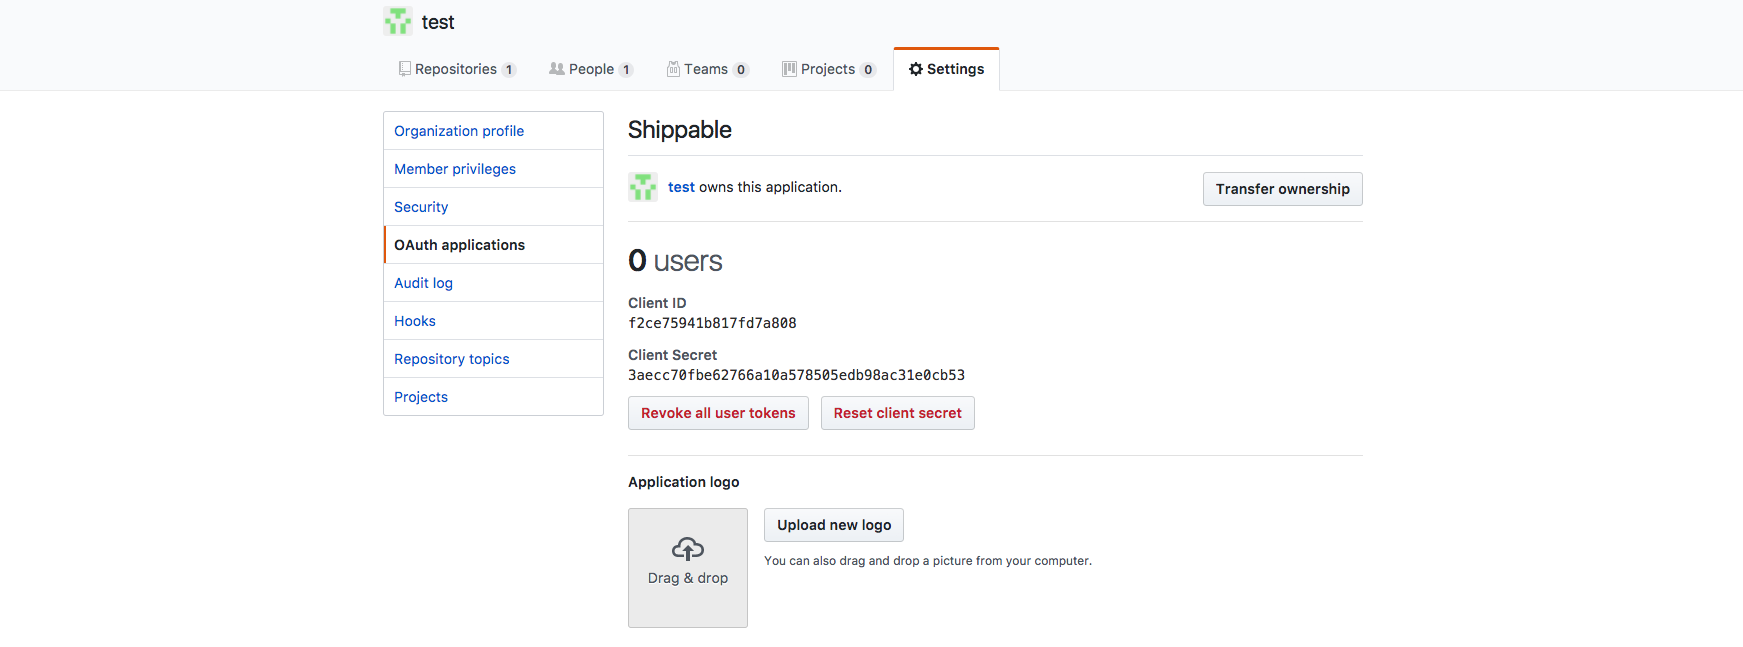 test
Repositories 1 People 1 Teams 0 Projects 0 Settings
Organization profile
Member privileges
Security
OAuth applications
Audit log
Hooks
Repository topics
Projects
Shippable
test owns this application.
Transfer ownership
0 users
Client ID
f2ce75941b817fd7a808
Client Secret
3aecc70fbe62766a10a578505edb98ac31e0cb53
Revoke all user tokens Reset client secret
Application logo
Drag & drop
Upload new logo
You can also drag and drop a picture from your computer.